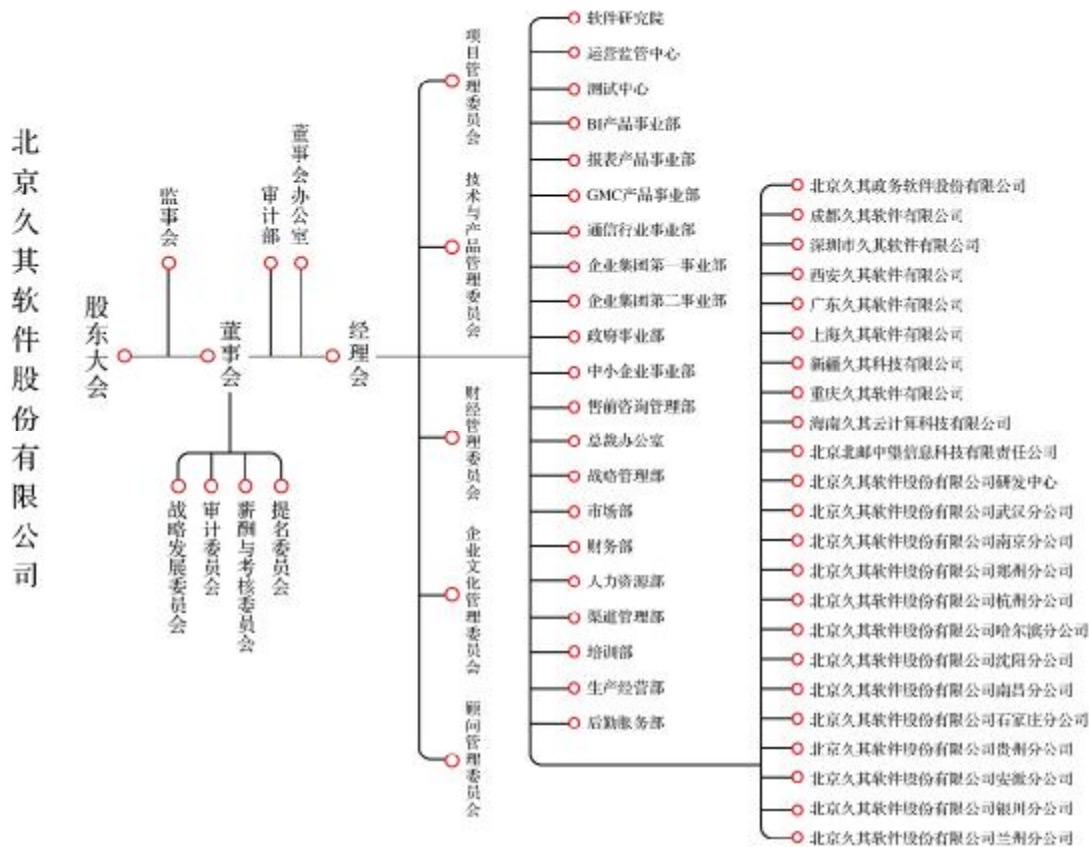 北京久其软件股份有限公司
股东大会
监事会
董事会
审计部
董事会办公室
经理会
战略发展委员会
审计委员会
薪酬与考核委员会
提名委员会
项目管理委员会
技术与产品管理委员会
财经管理委员会
企业文化管理委员会
顾问管理委员会
软件研究院
运营监管中心
测试中心
BI产品事业部
报表产品事业部
GMC产品事业部
通信行业事业部
企业集团第一事业部
企业集团第二事业部
政府事业部
中小企业事业部
售前咨询管理部
总裁办公室
战略管理部
市场部
财务部
人力资源部
渠道管理部
培训部
生产经营部
后勤服务部
北京久其政务软件股份有限公司
成都久其软件有限公司
深圳市久其软件有限公司
西安久其软件有限公司
广东久其软件有限公司
上海久其软件有限公司
新疆久其科技有限公司
重庆久其软件有限公司
海南久其云计算科技有限公司
北京北邮中望信息科技有限责任公司
北京久其软件股份有限公司研发中心
北京久其软件股份有限公司武汉分公司
北京久其软件股份有限公司南京分公司
北京久其软件股份有限公司郑州分公司
北京久其软件股份有限公司杭州分公司
北京久其软件股份有限公司哈尔滨分公司
北京久其软件股份有限公司沈阳分公司
北京久其软件股份有限公司南昌分公司
北京久其软件股份有限公司石家庄分公司
北京久其软件股份有限公司贵州分公司
北京久其软件股份有限公司安徽分公司
北京久其软件股份有限公司银川分公司
北京久其软件股份有限公司兰州分公司